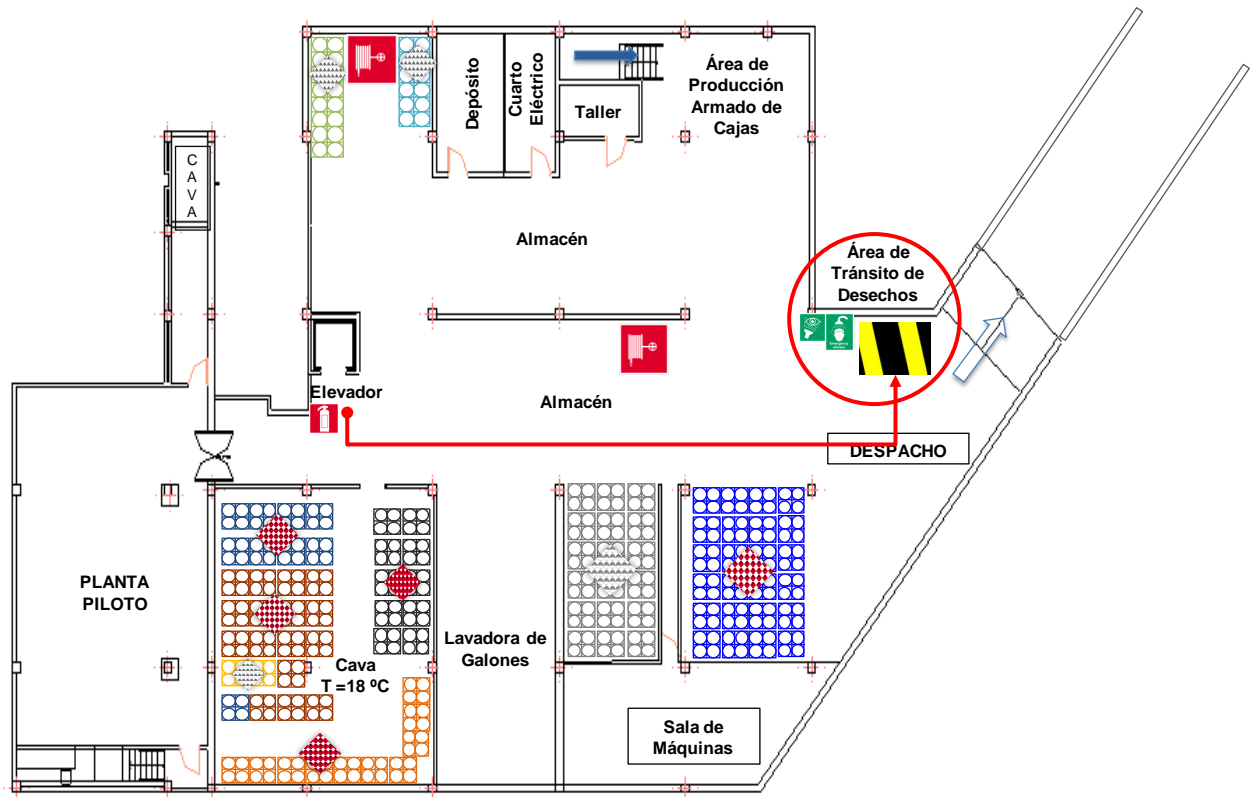 Depósito
Cuarto
Eléctrico
Taller
Área de
Producción
Armado de
Cajas
C
A
V
A
Almacén
Área de
Tránsito de
Desechos
Elevador
Almacén
DESPACHO
PLANTA
PILOTO
Lavadora de
Galones
Cava
T =18 ºC
Sala de
Máquinas